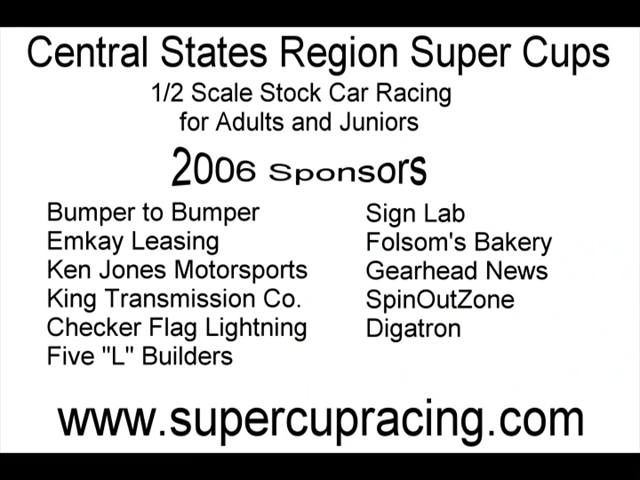 Central States Region Super Cups
1/2 Scale Stock Car Racing
for Adults and Juniors
2006 Sponsors
Bumper to Bumper
Emkay Leasing
Ken Jones Motorsports
King Transmission Co.
Checker Flag Lightning
Five "L" Builders
Sign Lab
Folsom's Bakery
Gearhead News
SpinOutZone
Digatron
www.supercupracing.com